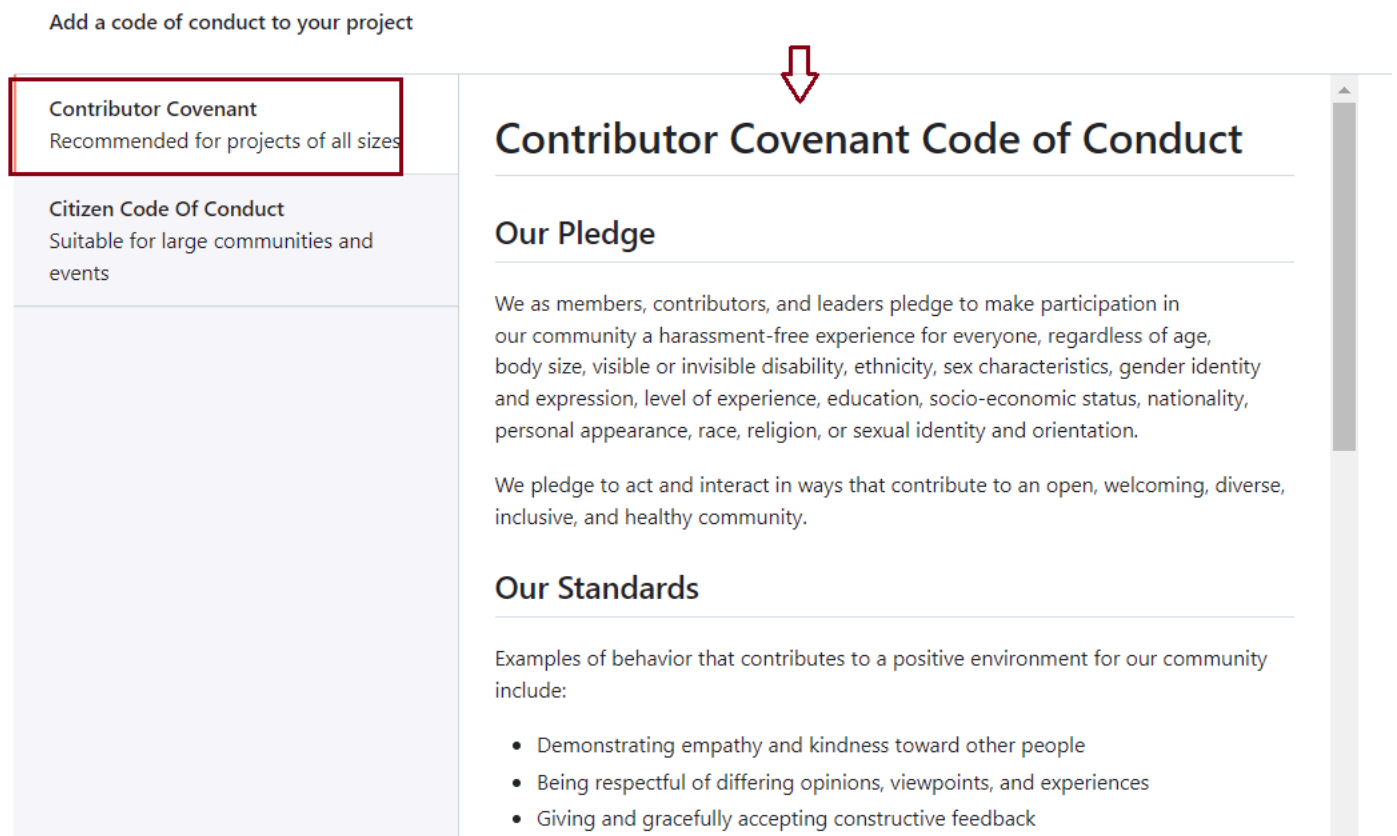 Add a code of conduct to your project
Contributor Covenant
Recommended for projects of all sizes
Citizen Code Of Conduct
Suitable for large communities and
events
Contributor Covenant Code of Conduct
Our Pledge
We as members, contributors, and leaders pledge to make participation in
our community a harassment-free experience for everyone, regardless of age,
body size, visible or invisible disability, ethnicity, sex characteristics, gender identity
and expression, level of experience, education, socio-economic status, nationality,
personal appearance, race, religion, or sexual identity and orientation.
We pledge to act and interact in ways that contribute to an open, welcoming, diverse,
inclusive, and healthy community.
Our Standards
Examples of behavior that contributes to a positive environment for our community
include:
• Demonstrating empathy and kindness toward other people
• Being respectful of differing opinions, viewpoints, and experiences
• Giving and gracefully accepting constructive feedback